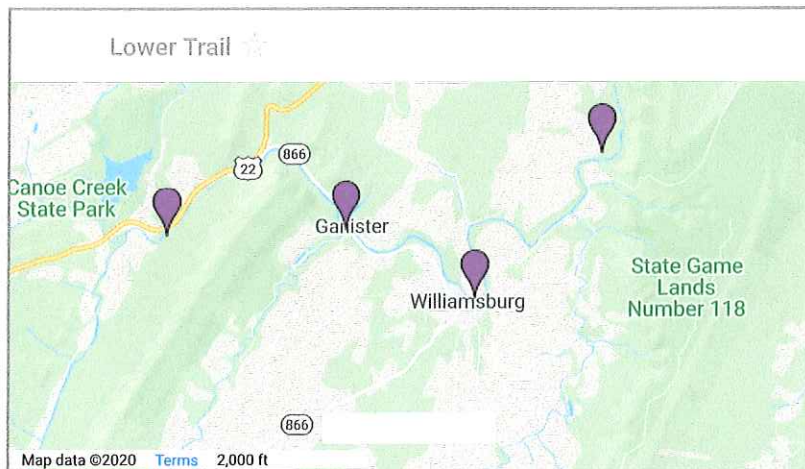 Lower Trail
866
22
Canoe Creek
State Park
Ganister
Williamsburg
State Game
Lands
Number 118
866
Map data ©2020 Terms 2,000 ft